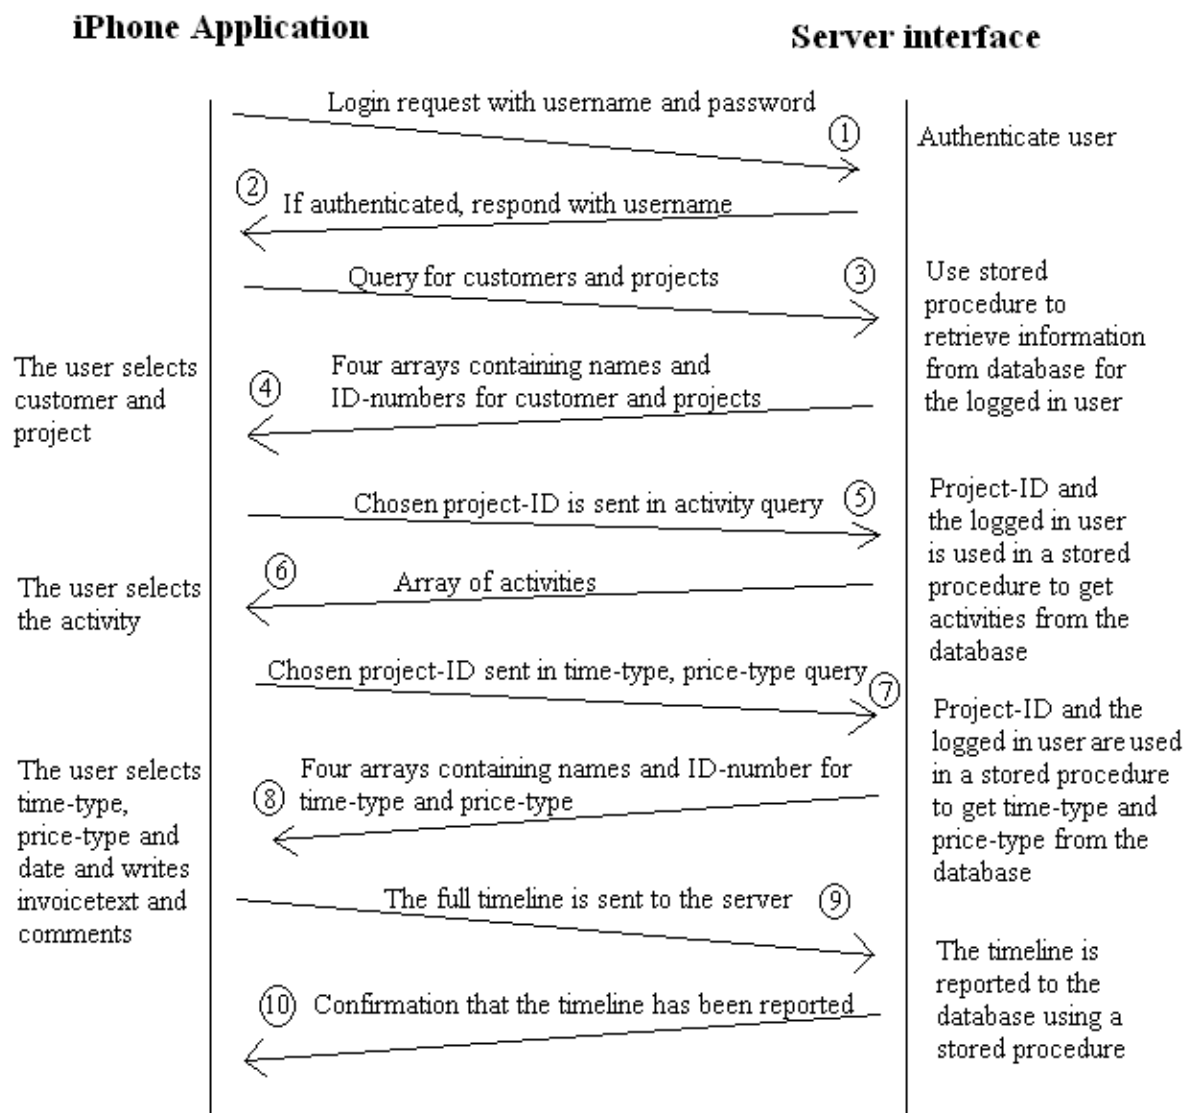 iPhone Application
Server interface
Login request with username and password
1
Authenticate user
2
If authenticated, respond with username
Query for customers and projects
3
Use stored
procedure to
retrieve information
from database for
the logged in user
The user selects
customer and
project
4
Four arrays containing names and
ID-numbers for customer and projects
Chosen project-ID is sent in activity query
5
Project-ID and
the logged in user
is used in a stored
procedure to get
activities from the
database
The user selects
the activity
6
Array of activities
Chosen project-ID sent in time-type, price-type query
7
Project-ID and the
logged in user are used
in a stored procedure
to get time-type and
price-type from the
database
The user selects
time-type,
price-type and
date and writes
invoicetext and
comments
8
Four arrays containing names and ID-number for
time-type and price-type
The full timeline is sent to the server
9
The timeline is
reported to the
database using a
stored procedure
10
Confirmation that the timeline has been reported